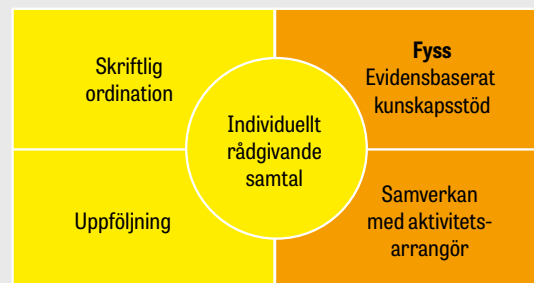 Skriftlig
ordination
Fyss
Evidensbaserat
kunskapsstöd
Individuellt
rådgivande
samtal
Uppföljning
Samverkan
med aktivitets-
arrangör